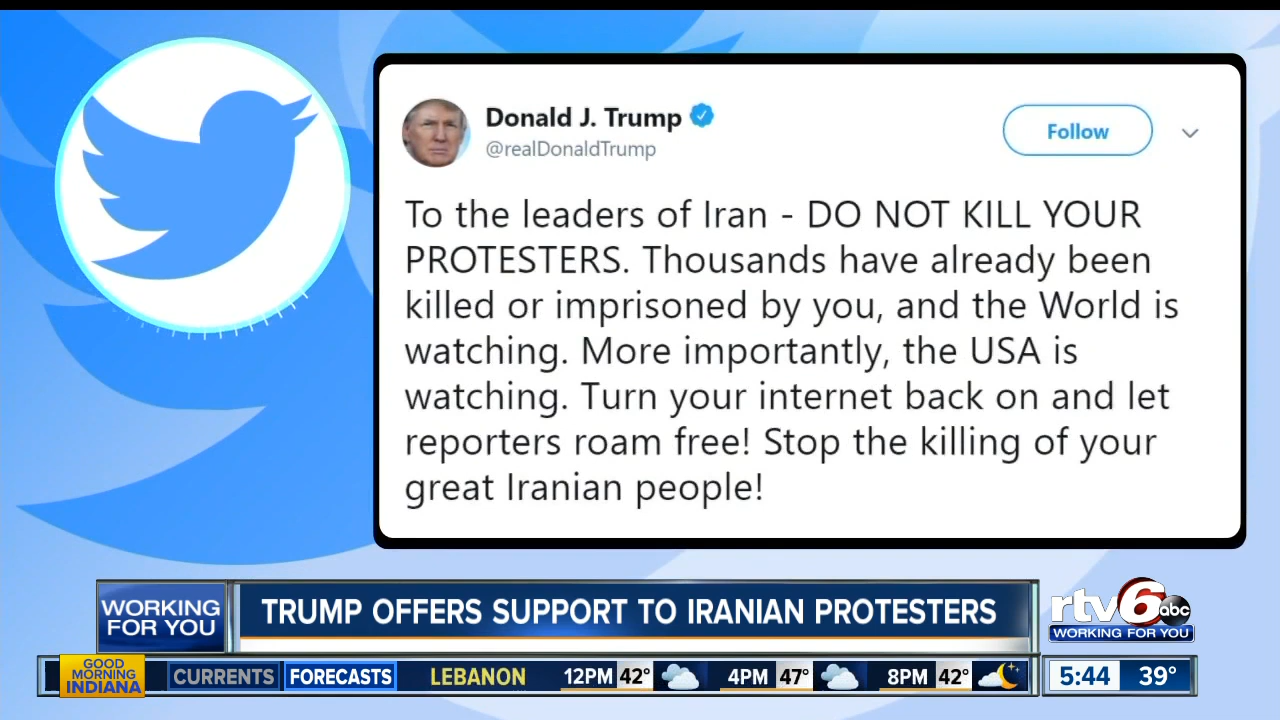 Donald J. Trump
@realDonaldTrump
Follow
To the leaders of Iran - DO NOT KILL YOUR
PROTESTERS. Thousands have already been
killed or imprisoned by you, and the World is
watching. More importantly, the USA is
watching. Turn your internet back on and let
reporters roam free! Stop the killing of your
great Iranian people!
WORKING
FOR YOU
TRUMP OFFERS SUPPORT TO IRANIAN PROTESTERS
rtv6 abc
WORKING FOR YOU
GOOD
MORNING
INDIANA
CURRENTS FORECASTS LEBANON 12PM 42° 4PM 47° 8PM 42° 5:44 39°